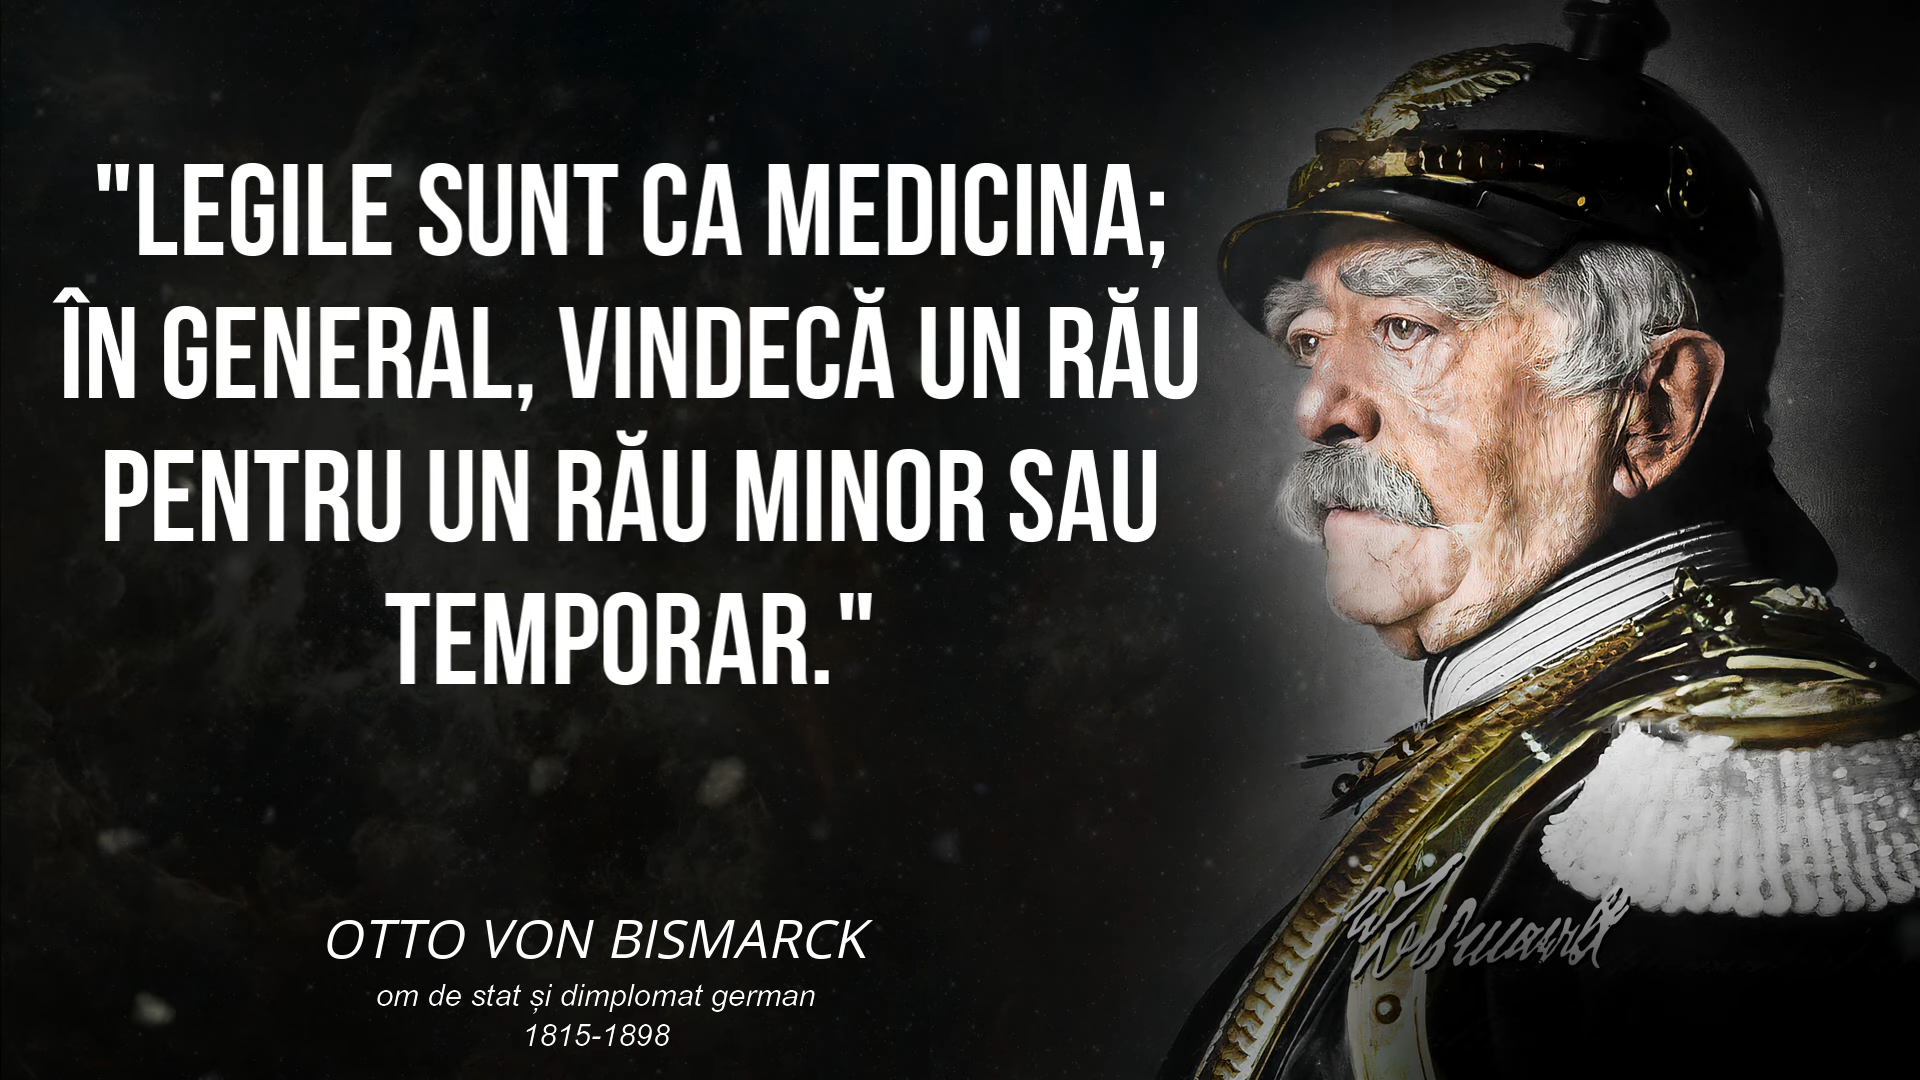 "LEGILE SUNT CA MEDICINA;
ÎN GENERAL, VINDECĂ UN RĂU
PENTRU UN RĂU MINOR SAU
TEMPORAR."
OTTO VON BISMARCK
om de stat și dimplomat german
1815-1898